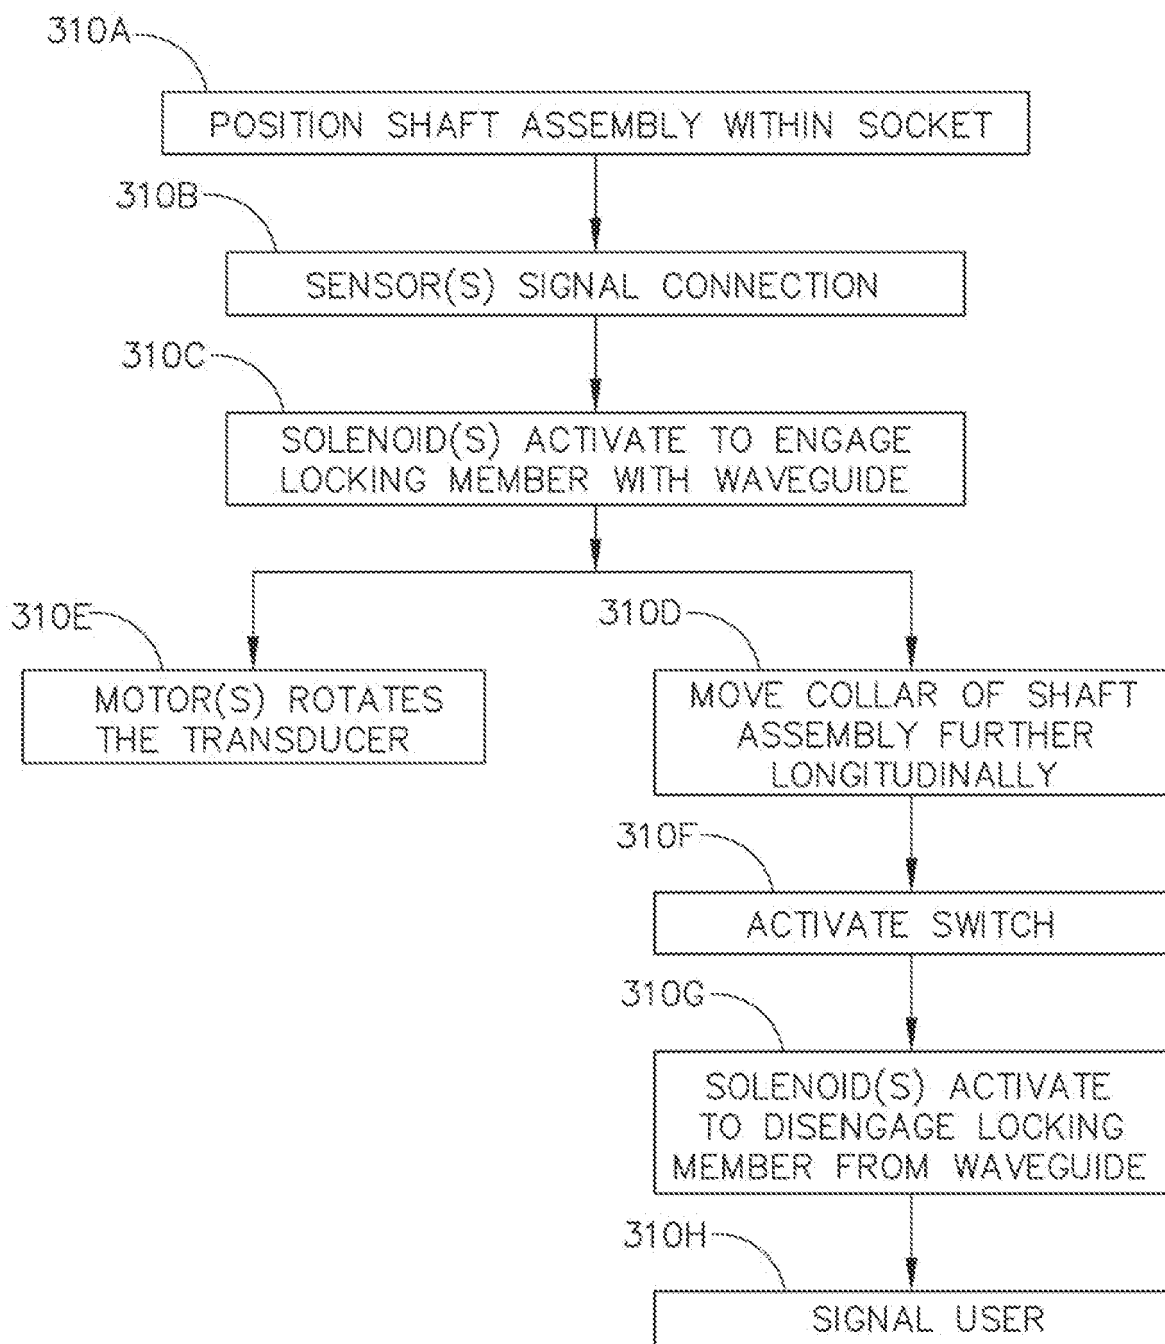 310A
POSITION SHAFT ASSEMBLY WITHIN SOCKET
310B
SENSOR(S) SIGNAL CONNECTION
310C
SOLENOID(S) ACTIVATE TO ENGAGE
LOCKING MEMBER WITH WAVEGUIDE
310E
MOTOR(S) ROTATES
THE TRANSDUCER
310D
MOVE COLLAR OF SHAFT
ASSEMBLY FURTHER
LONGITUDINALLY
310F
ACTIVATE SWITCH
310G
SOLENOID(S) ACTIVATE
TO DISENGAGE LOCKING
MEMBER FROM WAVEGUIDE
310H
SIGNAL USER